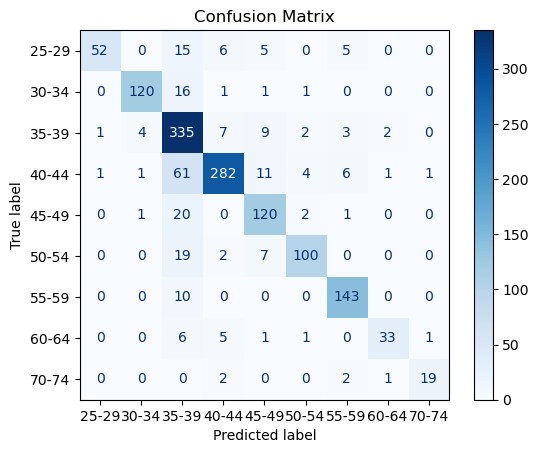 Confusion Matrix
25-29 52 0 15 6 5 0 5 0 0
30-34 0 120 16 1 1 1 0 0 0
35-39 1 4 335 7 9 2 3 2 0
40-44 1 1 61 282 11 4 6 1 1
45-49 0 1 20 0 120 2 1 0 0
50-54 0 0 19 2 7 100 0 0 0
55-59 0 0 10 0 0 0 143 0 0
60-64 0 0 6 5 1 1 0 33 1
70-74 0 0 0 2 0 0 2 1 19
25-29 30-34 35-39 40-44 45-49 50-54 55-59 60-64 70-74
Predicted label
True label
300
250
200
150
100
50
0